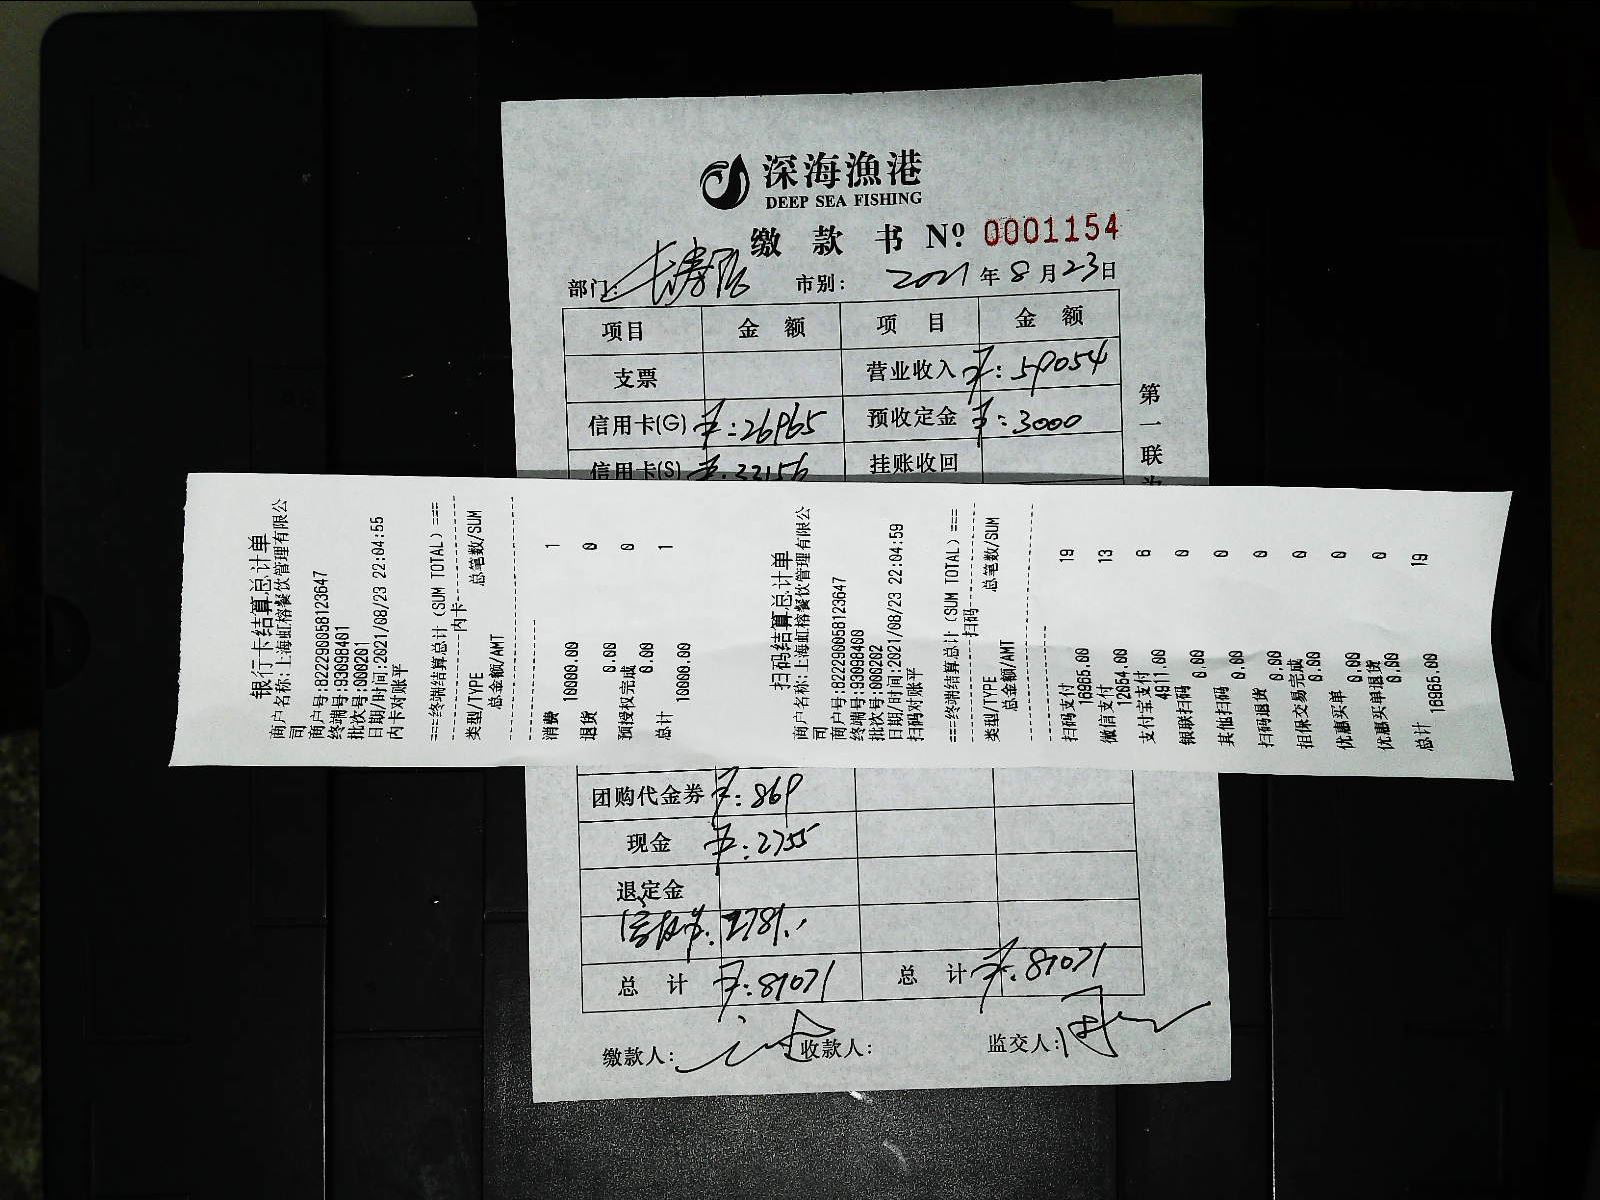 深海漁港
DEEP SEA FISHING
缴 款 书 Nº 0001154
部门: 长寿店 市别: 2021 年 8 月 23 日
项目 金 额 项 目 金 额
支票 营业收入 ¥: 59054
信用卡(G) ¥: 26965 预收定金 ¥: 3000
信用卡(S) 挂账收回
第一联
银行卡结算总计单
商户名称:上海虹榕餐饮管理有限公
司
商户号:822290058123647
终端号:93098401
批次号:000201
日期/时间:2021/08/23 22:04:55
内卡对账平
===终端结算总计(SUM TOTAL)===
内卡
类型/TYPE 总笔数/SUM
总金额/AMT
消费 1
10000.00
退货 0
0.00
预授权完成 0
0.00
总计 1
10000.00
扫码结算总计单
商户名称:上海虹榕餐饮管理有限公
司
商户号:822290058123647
终端号:93098400
批次号:000202
日期/时间:2021/08/23 22:04:59
扫码对账平
===终端结算总计(SUM TOTAL)===
扫码
类型/TYPE 总笔数/SUM
总金额/AMT
扫码支付 19
16965.00
微信支付 13
12054.00
支付宝支付 6
4911.00
银联扫码 0
0.00
其他扫码 0
0.00
扫码退货 0
0.00
担保交易完成 0
0.00
优惠买单 0
0.00
优惠买单退货 0
0.00
总计 19
16965.00
团购代金券 ¥: 869
现金 ¥: 2755
退定金
总 计 ¥: 81071 总 计 ¥: 81071
缴款人: 收款人: 监交人: